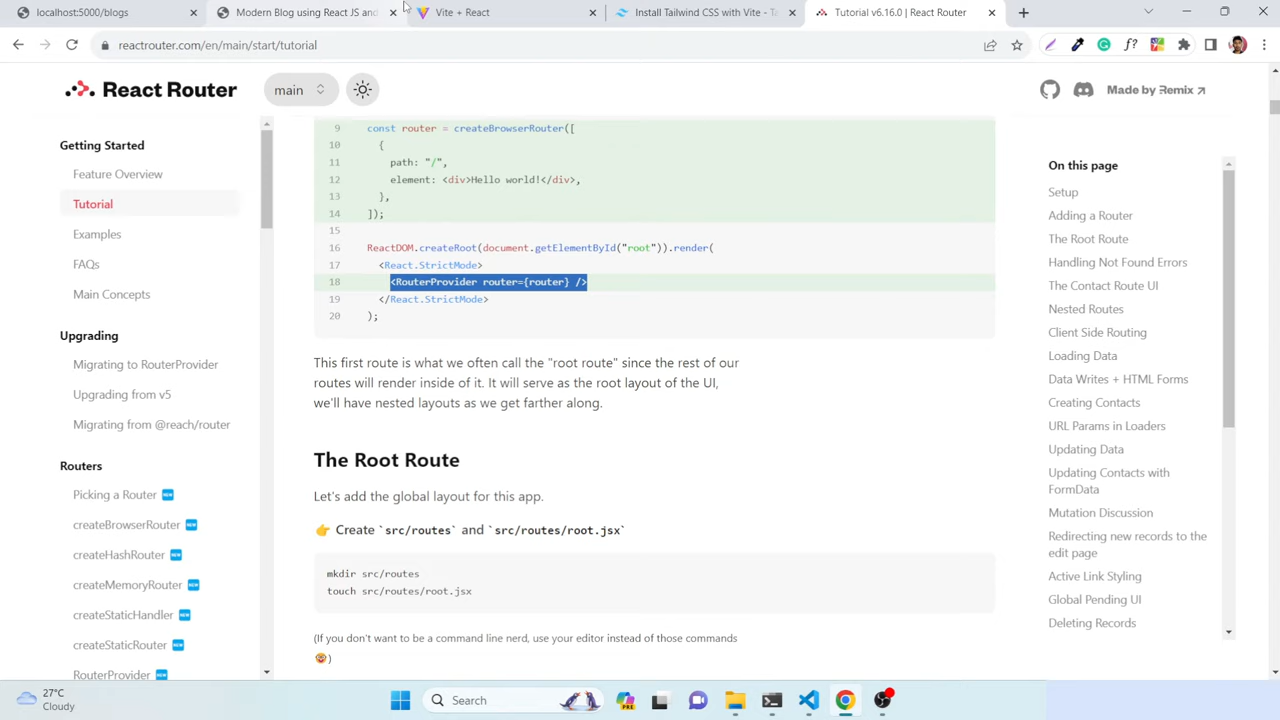 localhost:5000/blogs
Modern Blog using React JS and
Vite + React
Install Tailwind CSS with Vite - Ta
Tutorial v6.16.0 | React Router
reactrouter.com/en/main/start/tutorial
React Router
main
Made by Remix ↗
Getting Started
Feature Overview
Tutorial
Examples
FAQs
Main Concepts
Upgrading
Migrating to RouterProvider
Upgrading from v5
Migrating from @reach/router
Routers
Picking a Router NEW
createBrowserRouter NEW
createHashRouter NEW
createMemoryRouter NEW
createStaticHandler NEW
createStaticRouter NEW
RouterProvider NEW
9 const router = createBrowserRouter([
10 {
11 path: "/",
12 element: <div>Hello world!</div>,
13 },
14 ]);
15
16 ReactDOM.createRoot(document.getElementById("root")).render(
17 <React.StrictMode>
18 <RouterProvider router={router} />
19 </React.StrictMode>
20 );
This first route is what we often call the "root route" since the rest of our
routes will render inside of it. It will serve as the root layout of the UI,
we'll have nested layouts as we get farther along.
The Root Route
Let's add the global layout for this app.
👉 Create `src/routes` and `src/routes/root.jsx`
mkdir src/routes
touch src/routes/root.jsx
(If you don't want to be a command line nerd, use your editor instead of those commands
)
On this page
Setup
Adding a Router
The Root Route
Handling Not Found Errors
The Contact Route UI
Nested Routes
Client Side Routing
Loading Data
Data Writes + HTML Forms
Creating Contacts
URL Params in Loaders
Updating Data
Updating Contacts with
FormData
Mutation Discussion
Redirecting new records to the
edit page
Active Link Styling
Global Pending UI
Deleting Records
27°C
Cloudy
Search
PRE